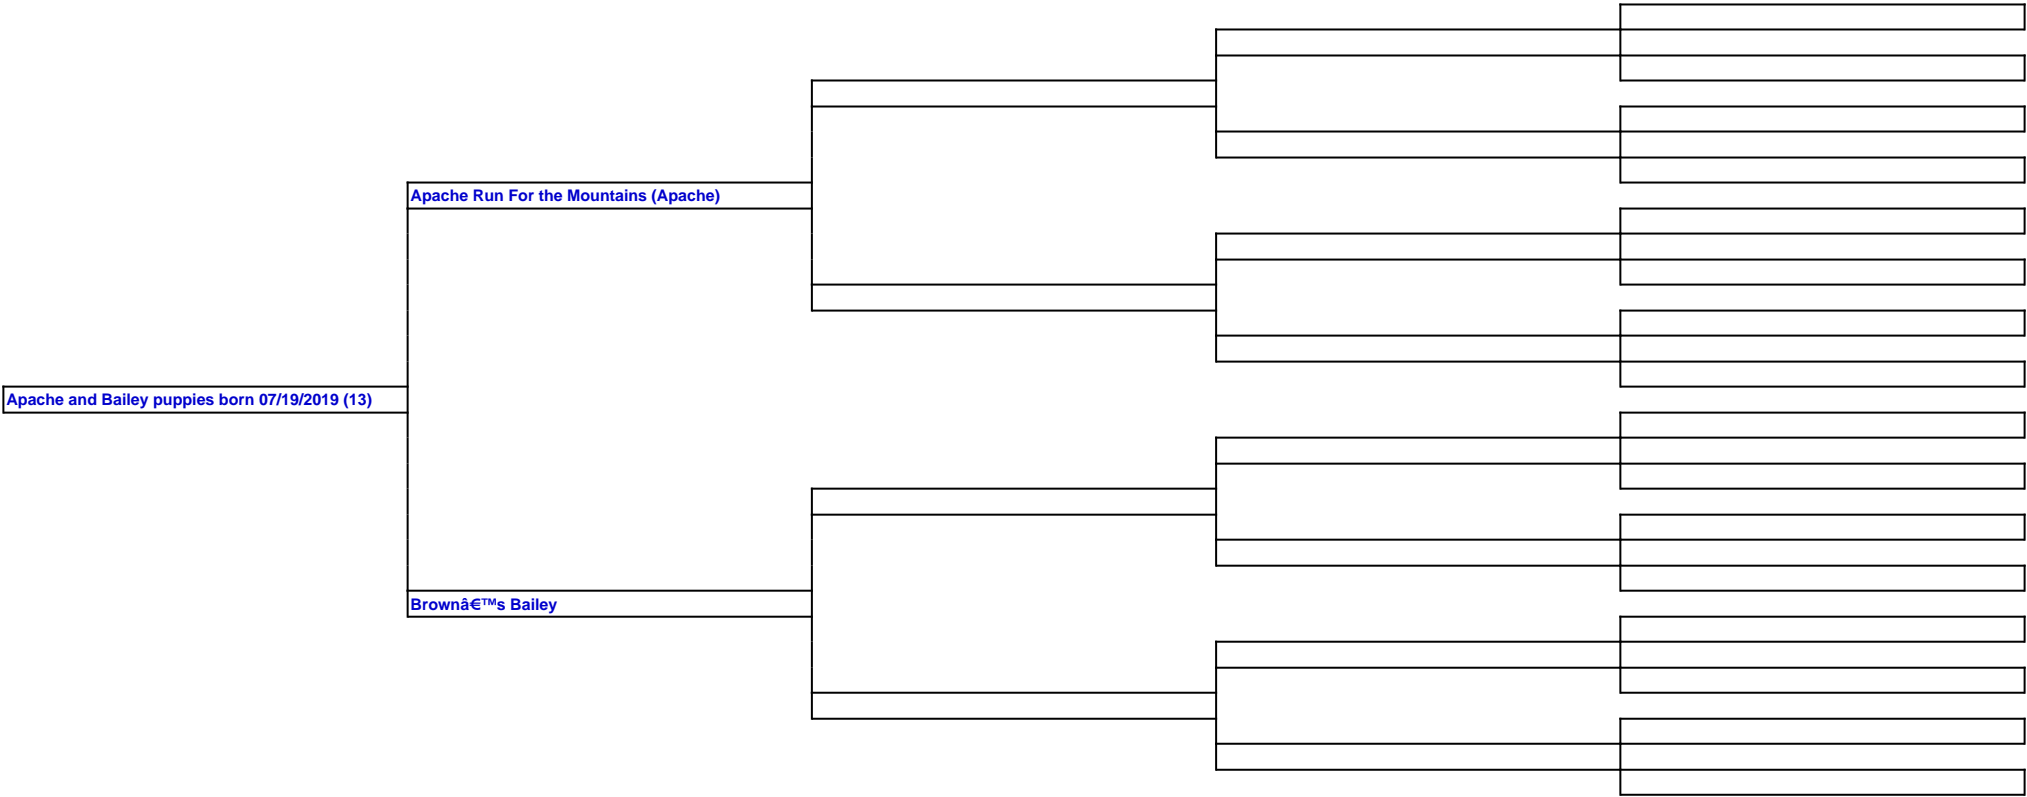 Apache Run For the Mountains (Apache)
Apache and Bailey puppies born 07/19/2019 (13)
Brownâ€™s Bailey